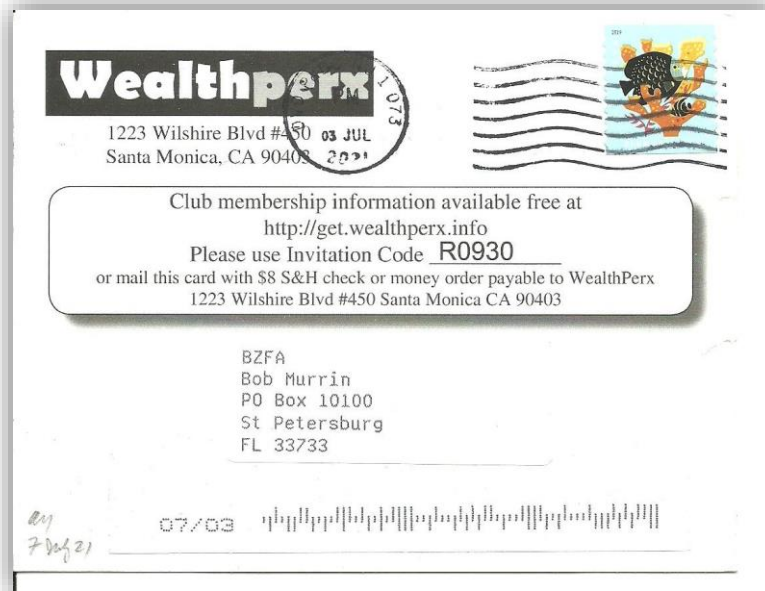 Wealthperx
1223 Wilshire Blvd #450
Santa Monica, CA 90403
PM
03 JUL
2021
1073
2019
Club membership information available free at
http://get.wealthperx.info
Please use Invitation Code R0930
or mail this card with $8 S&H check or money order payable to WealthPerx
1223 Wilshire Blvd #450 Santa Monica CA 90403
BZFA
Bob Murrin
PO Box 10100
St Petersburg
FL 33733
07/03